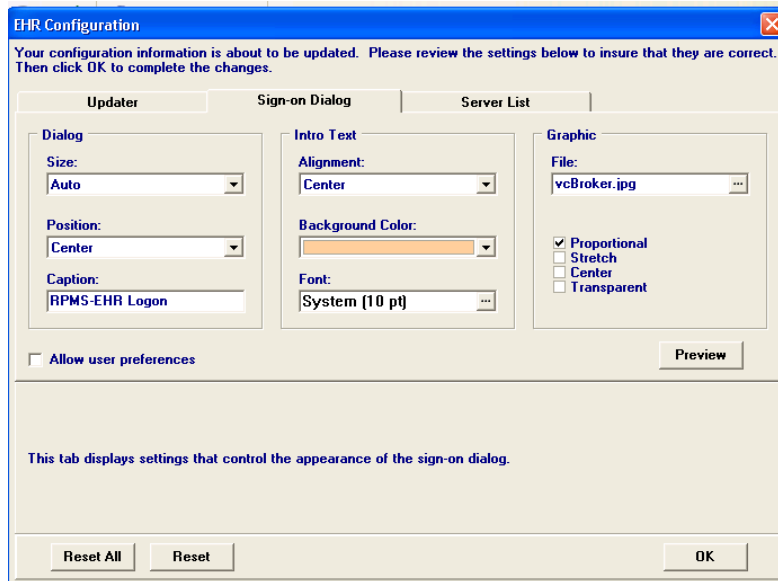 EHR Configuration
Your configuration information is about to be updated.  Please review the settings below to insure that they are correct.
Then click OK to complete the changes.
Updater
Sign-on Dialog
Server List
Dialog
Size:
Auto
Position:
Center
Caption:
RPMS-EHR Logon
Intro Text
Alignment:
Center
Background Color:
Font:
System (10 pt)
...
Graphic
File:
vcBroker.jpg
...
Proportional
Stretch
Center
Transparent
Allow user preferences
Preview
This tab displays settings that control the appearance of the sign-on dialog.
Reset All
Reset
OK